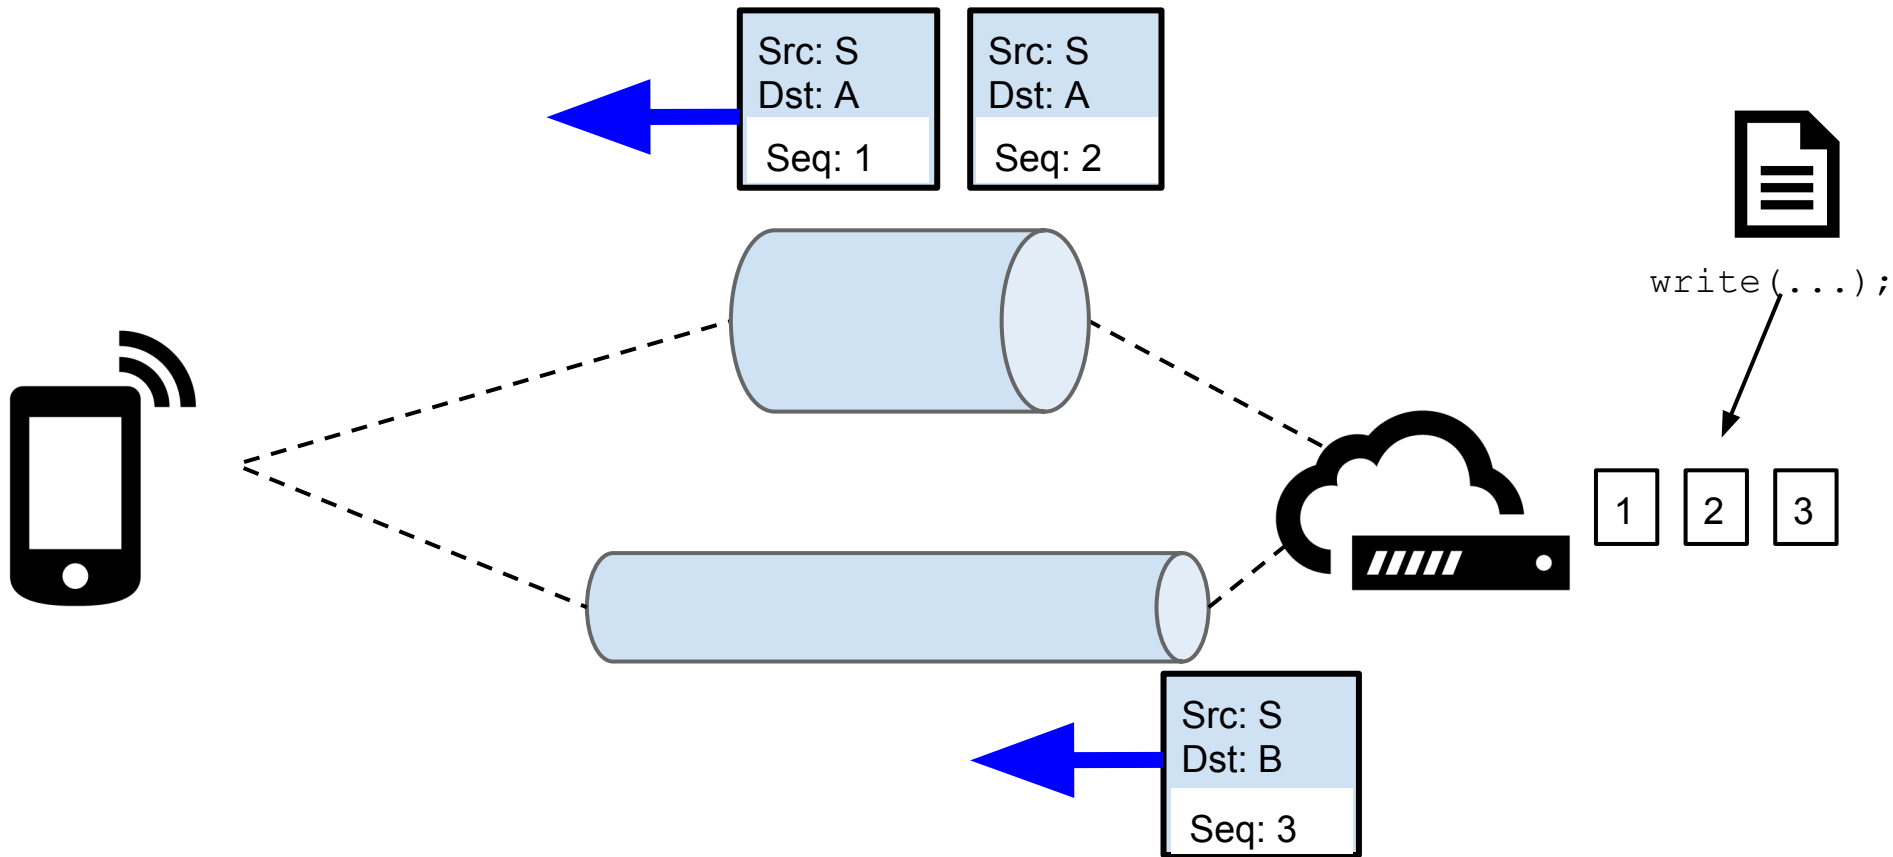 Src: S
Dst: A
Seq: 1
Src: S
Dst: A
Seq: 2
write(...);
1 2 3
Src: S
Dst: B
Seq: 3